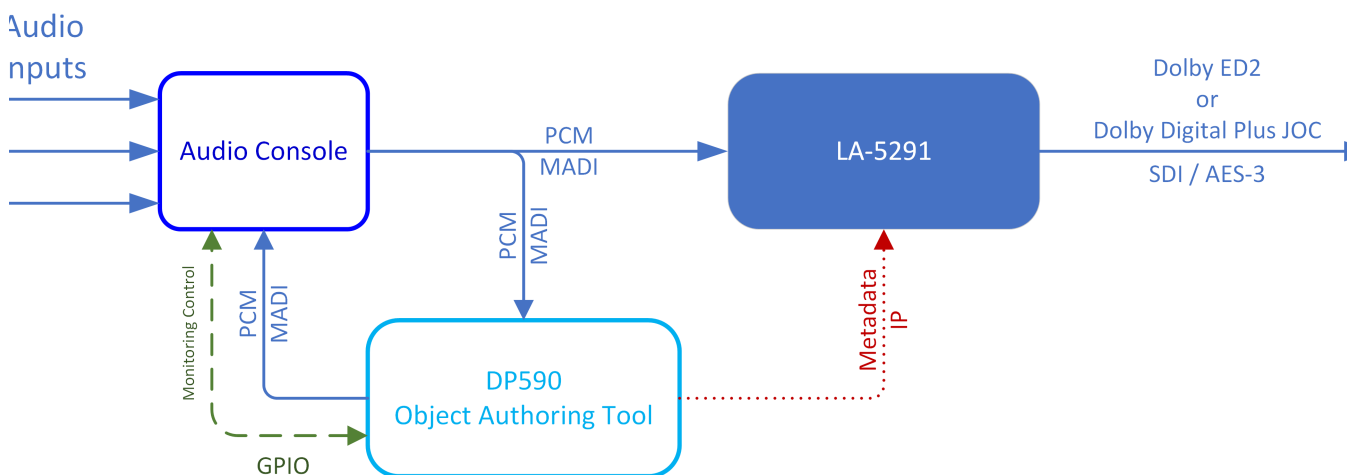 Audio
Inputs
Audio Console
PCM
MADI
LA-5291
Dolby ED2
or
Dolby Digital Plus JOC
SDI / AES-3
PCM
MADI
Monitoring Control
PCM
MADI
Metadata
IP
DP590
Object Authoring Tool
GPIO